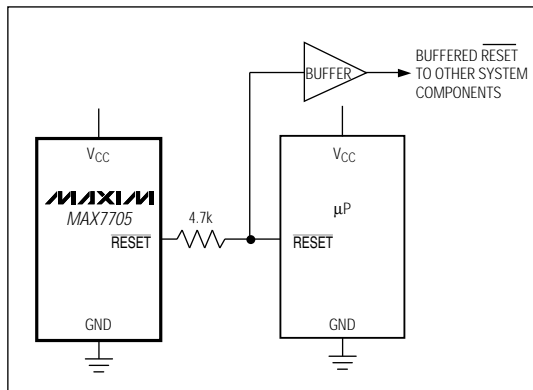 BUFFER
BUFFERED RESET
TO OTHER SYSTEM
COMPONENTS
VCC
MAXIM
MAX7705
RESET
GND
4.7k
VCC
µP
RESET
GND